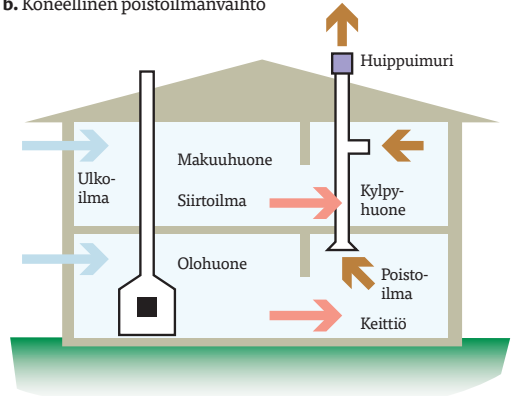 b. Koneellinen poistoilmanvaihto
Huippuimuri
Makuuhuone
Ulko-
ilma
Siirtoilma
Kylpy-
huone
Olohuone
Poisto-
ilma
Keittiö